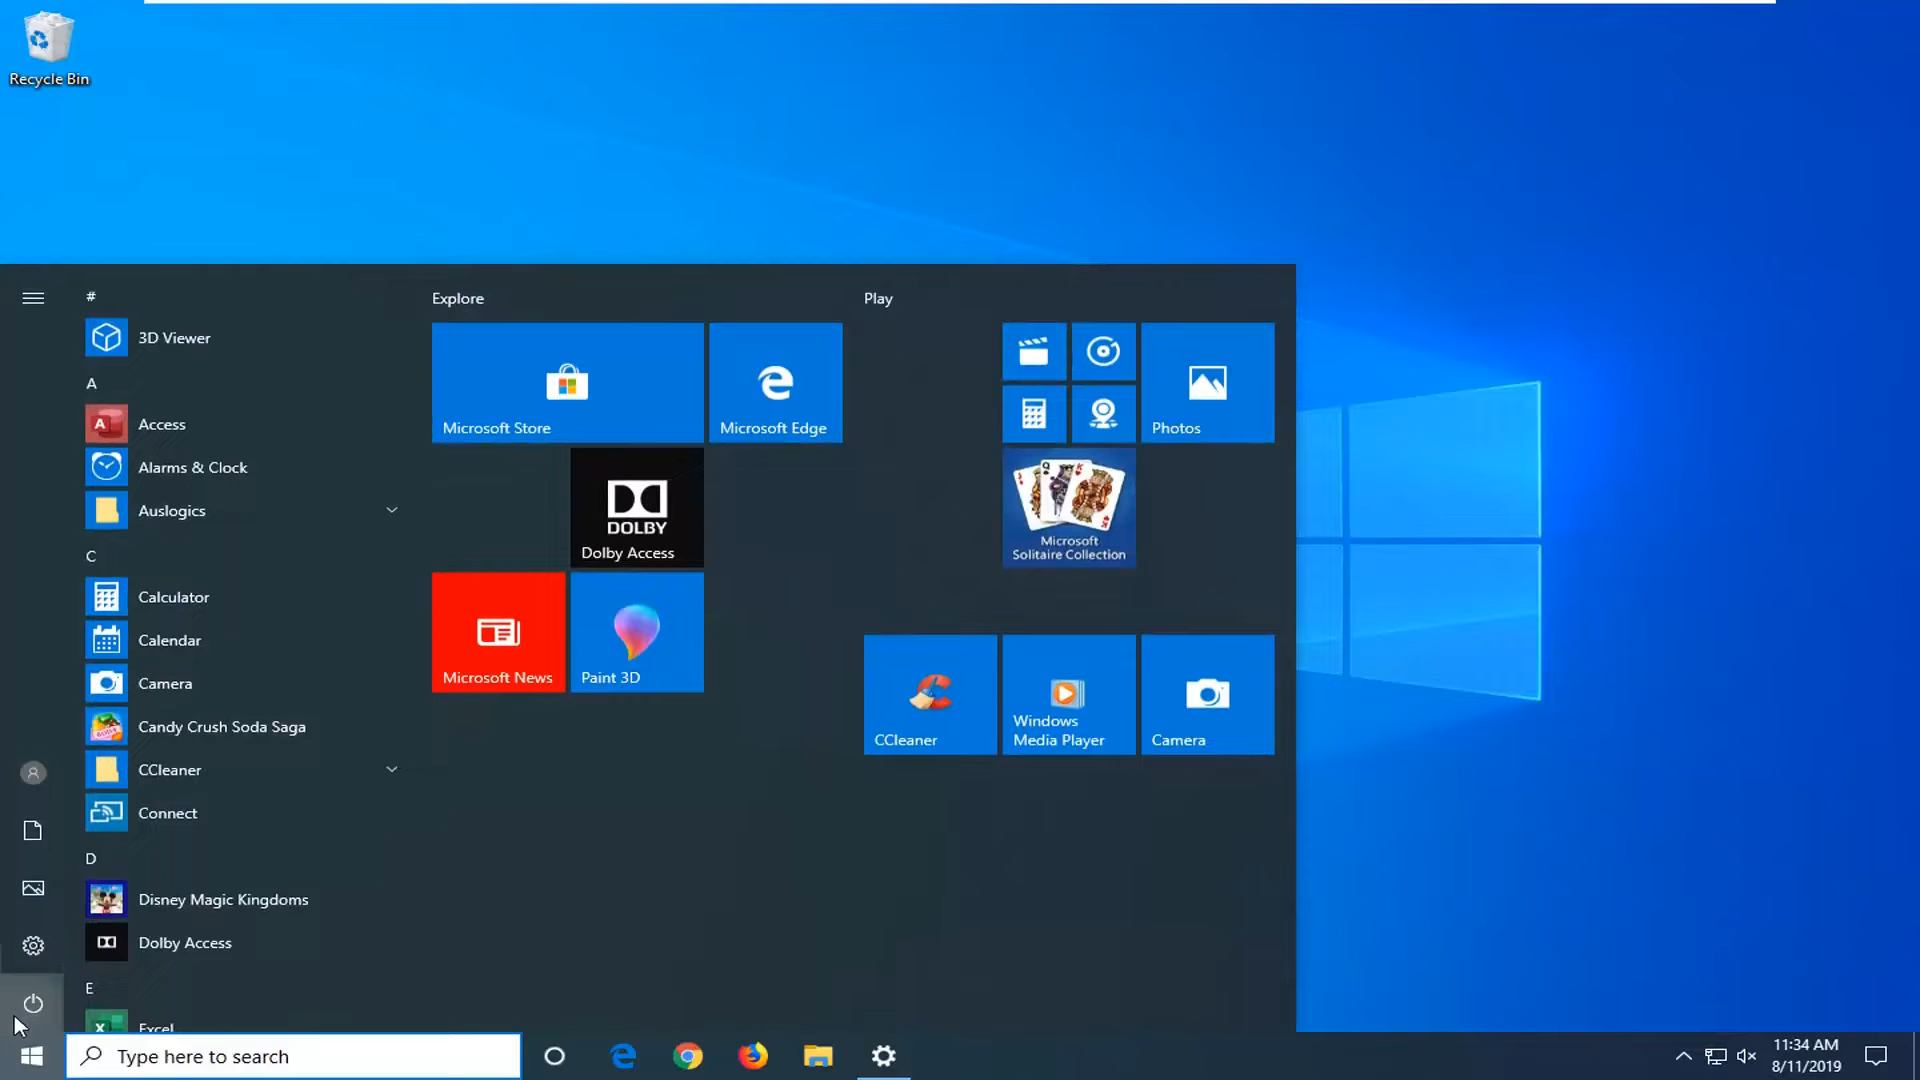 Recycle Bin
#
3D Viewer
A
Access
Alarms & Clock
Auslogics
C
Calculator
Calendar
Camera
Candy Crush Soda Saga
CCleaner
Connect
D
Disney Magic Kingdoms
Dolby Access
E
Excel
Explore
Microsoft Store
Microsoft Edge
DOLBY
Dolby Access
Microsoft News
Paint 3D
Play
Photos
Microsoft
Solitaire Collection
CCleaner
Windows
Media Player
Camera
Type here to search
11:34 AM
8/11/2019